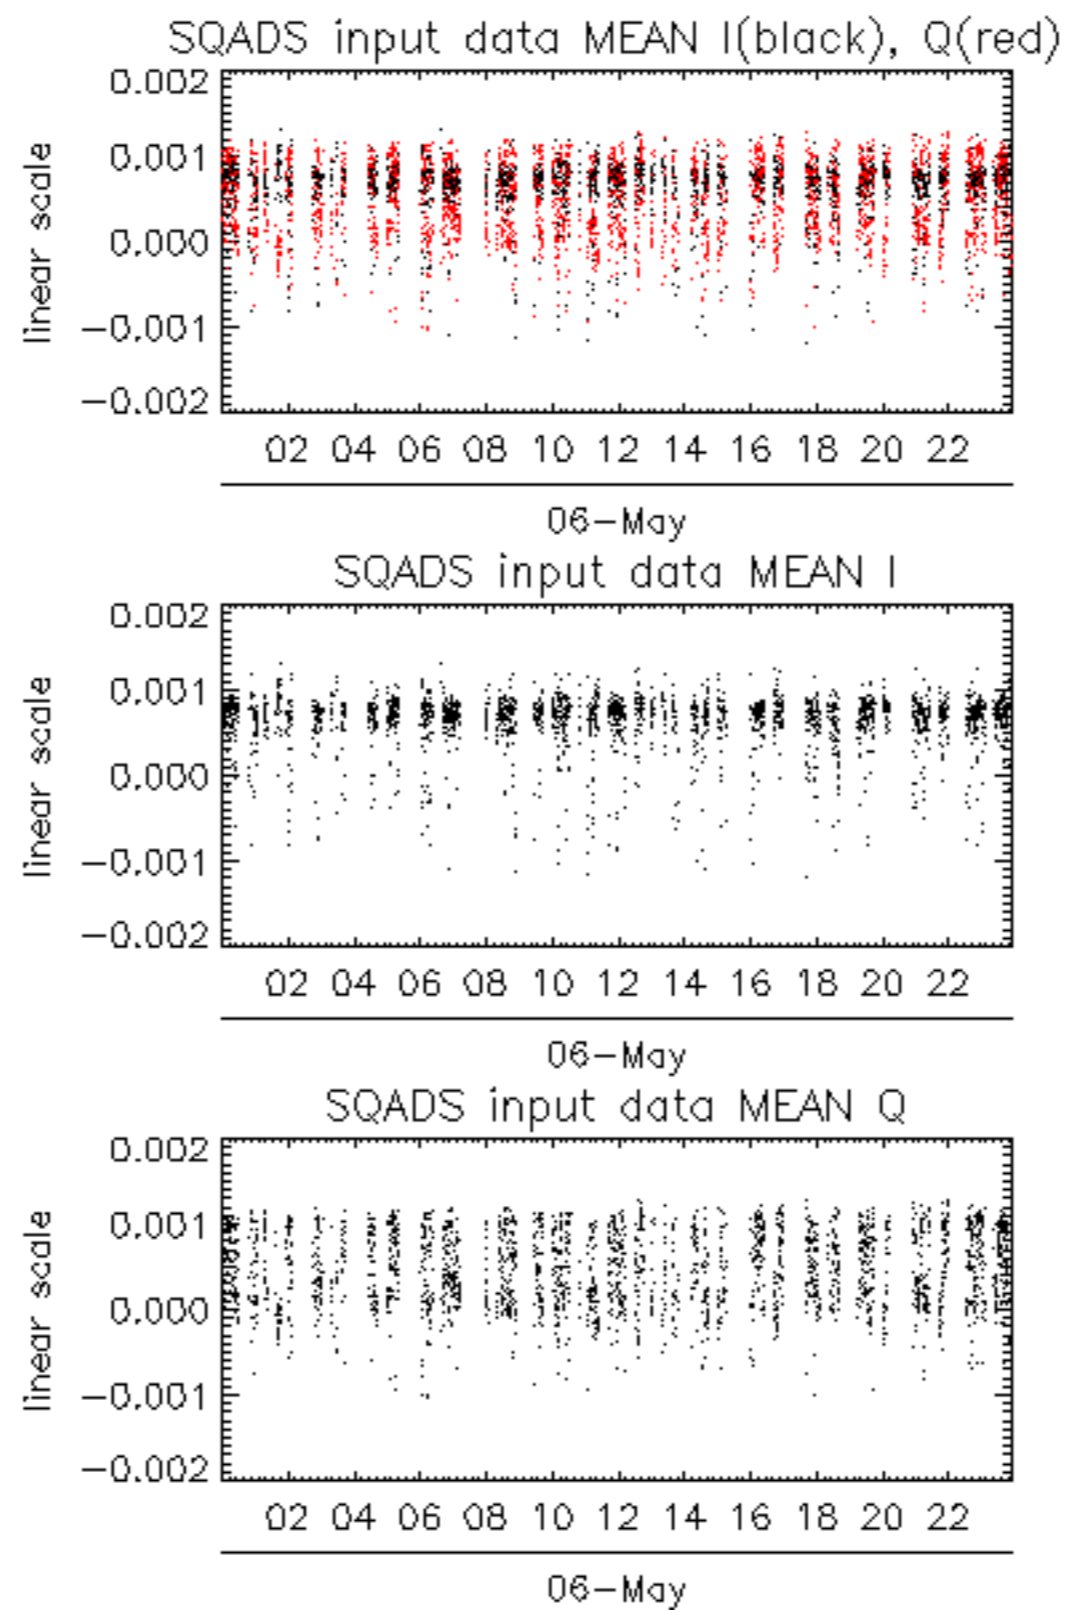 SQADS input data MEAN I(black), Q(red)
0.002
0.001
0.000
−0.001
−0.002
linear scale
02 04 06 08 10 12 14 16 18 20 22
06−May
SQADS input data MEAN I
0.002
0.001
0.000
−0.001
−0.002
linear scale
02 04 06 08 10 12 14 16 18 20 22
06−May
SQADS input data MEAN Q
0.002
0.001
0.000
−0.001
−0.002
linear scale
02 04 06 08 10 12 14 16 18 20 22
06−May